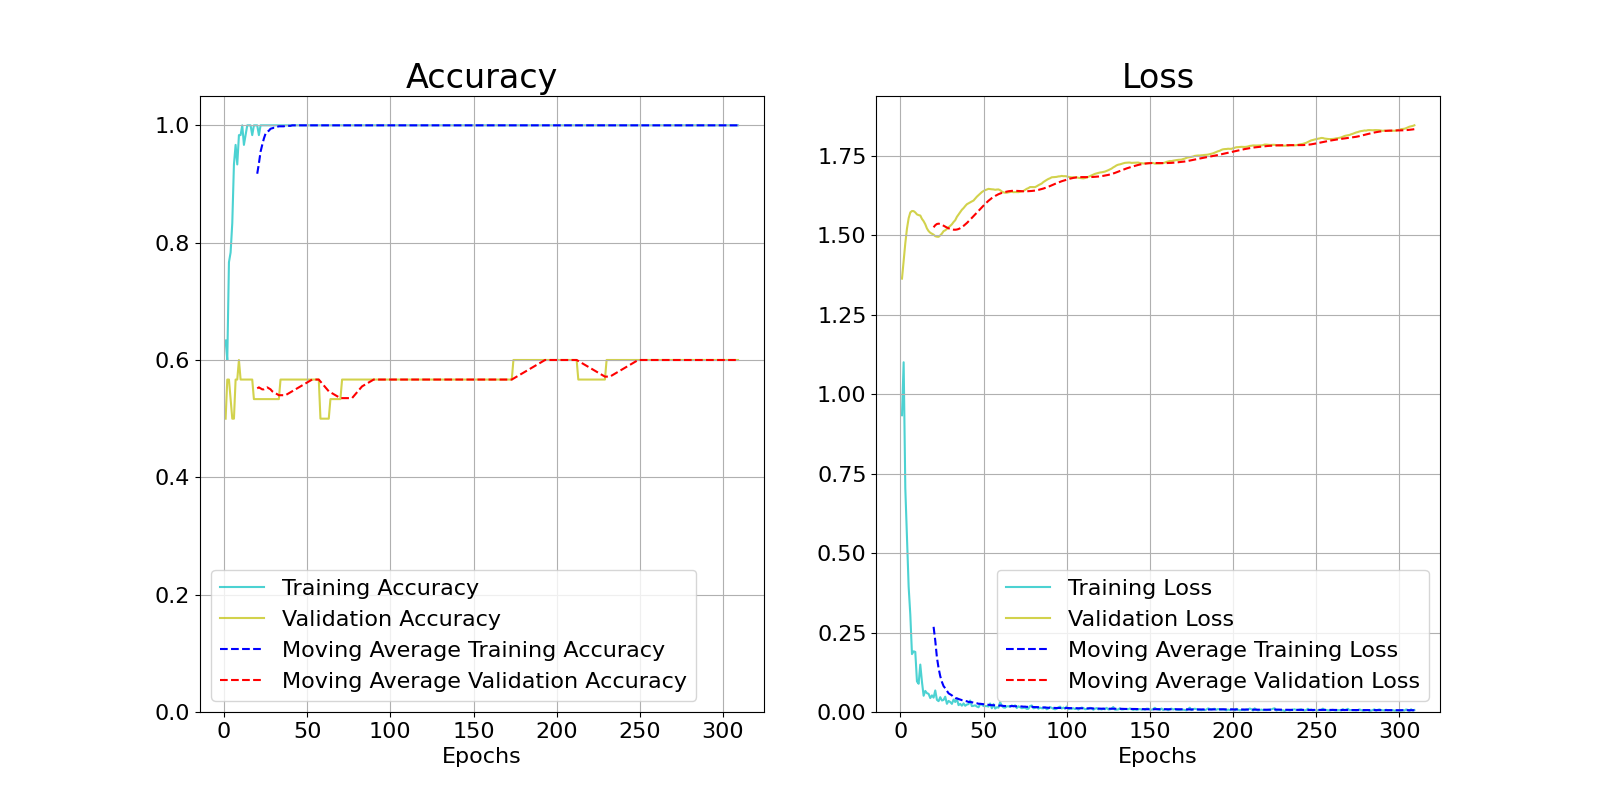 Accuracy
1.0
0.8
0.6
0.4
0.2
0.0
0 50 100 150 200 250 300
Epochs
Training Accuracy
Validation Accuracy
Moving Average Training Accuracy
Moving Average Validation Accuracy
Loss
1.75
1.50
1.25
1.00
0.75
0.50
0.25
0.00
0 50 100 150 200 250 300
Epochs
Training Loss
Validation Loss
Moving Average Training Loss
Moving Average Validation Loss